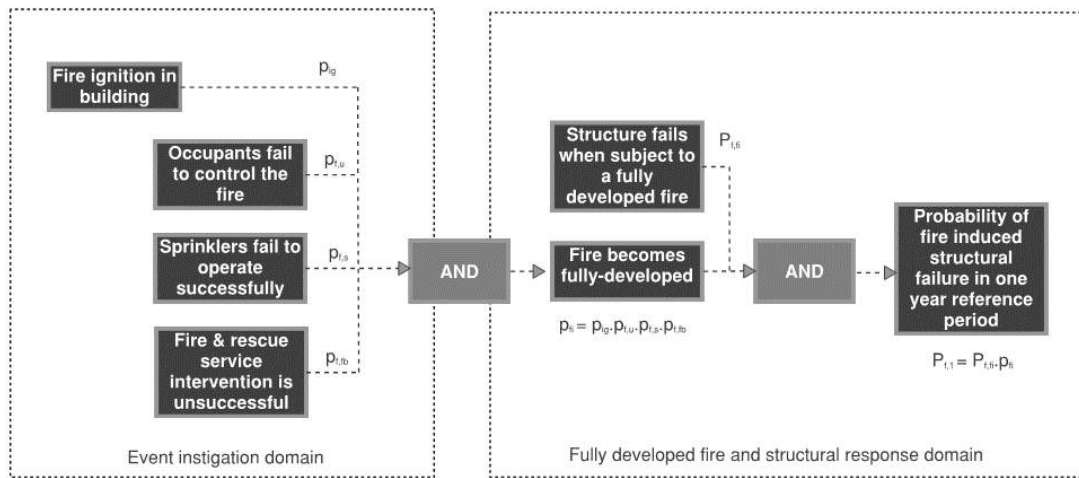 Fire ignition in
building
p_ig
Occupants fail
to control the
fire
p_f,u
Sprinklers fail to
operate
successfully
p_f,s
Fire & rescue
service
intervention is
unsuccessful
p_f,fb
Event instigation domain
AND
Structure fails
when subject to
a fully
developed fire
P_f,fi
Fire becomes
fully-developed
p_fi = p_ig.p_f,u.p_f,s.p_f,fb
AND
Probability of
fire induced
structural
failure in one
year reference
period
P_f,1 = P_f,fi.p_fi
Fully developed fire and structural response domain